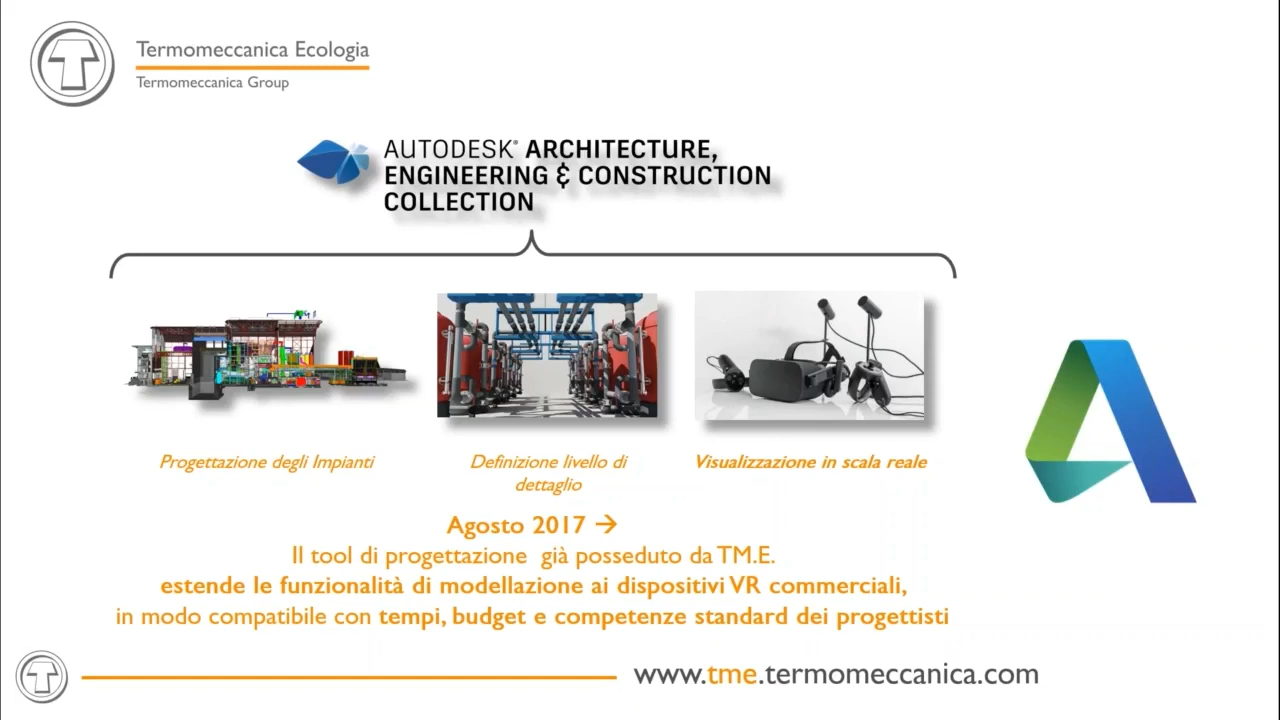 Termomeccanica Ecologia
Termomeccanica Group
AUTODESK® ARCHITECTURE,
ENGINEERING & CONSTRUCTION
COLLECTION
Progettazione degli Impianti
Definizione livello di
dettaglio
Visualizzazione in scala reale
Agosto 2017 →
Il tool di progettazione già posseduto da TM.E.
estende le funzionalità di modellazione ai dispositivi VR commerciali,
in modo compatibile con tempi, budget e competenze standard dei progettisti
www.tme.termomeccanica.com